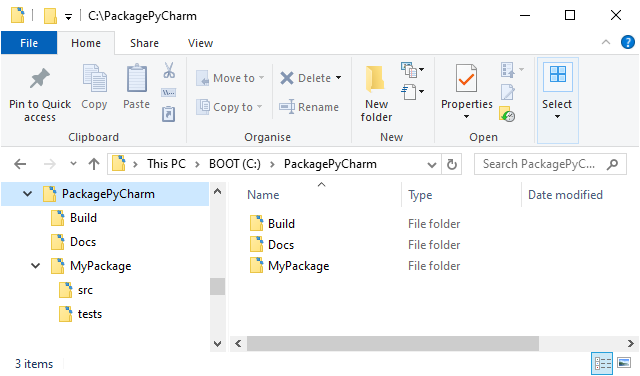 C:\PackagePyCharm
File Home Share View
Pin to Quick access
Copy
Paste
Clipboard
Move to
Copy to
Delete
Rename
Organise
New folder
New
Properties
Open
Select
This PC > BOOT (C:) > PackagePyCharm
Search PackagePyC...
PackagePyCharm
Build
Docs
MyPackage
src
tests
Name Type Date modified
Build File folder
Docs File folder
MyPackage File folder
3 items